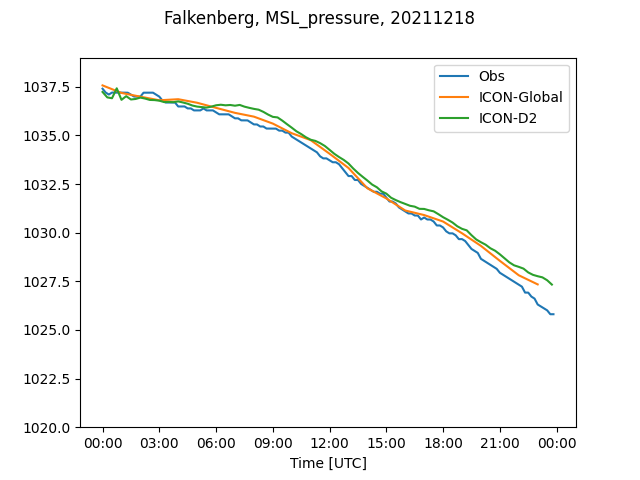 Falkenberg, MSL_pressure, 20211218
1037.5
1035.0
1032.5
1030.0
1027.5
1025.0
1022.5
1020.0
Obs
ICON-Global
ICON-D2
00:00 03:00 06:00 09:00 12:00 15:00 18:00 21:00 00:00
Time [UTC]